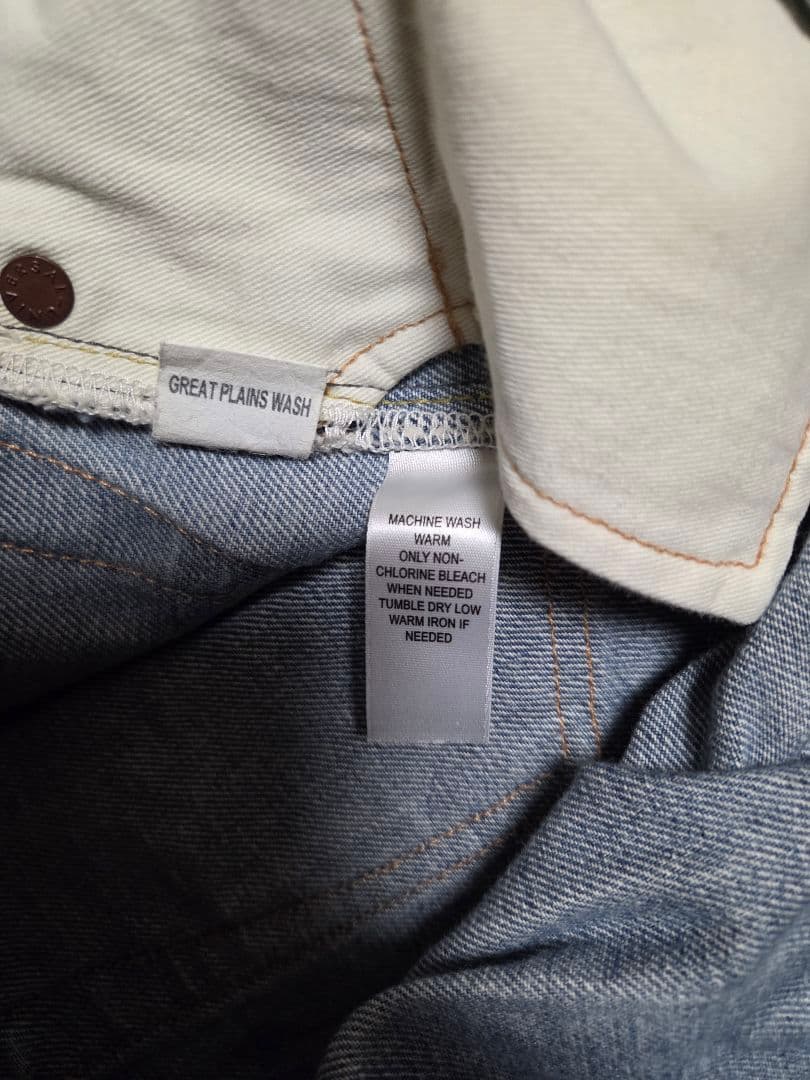 GREAT PLAINS WASH
MACHINE WASH
WARM
ONLY NON-
CHLORINE BLEACH
WHEN NEEDED
TUMBLE DRY LOW
WARM IRON IF
NEEDED